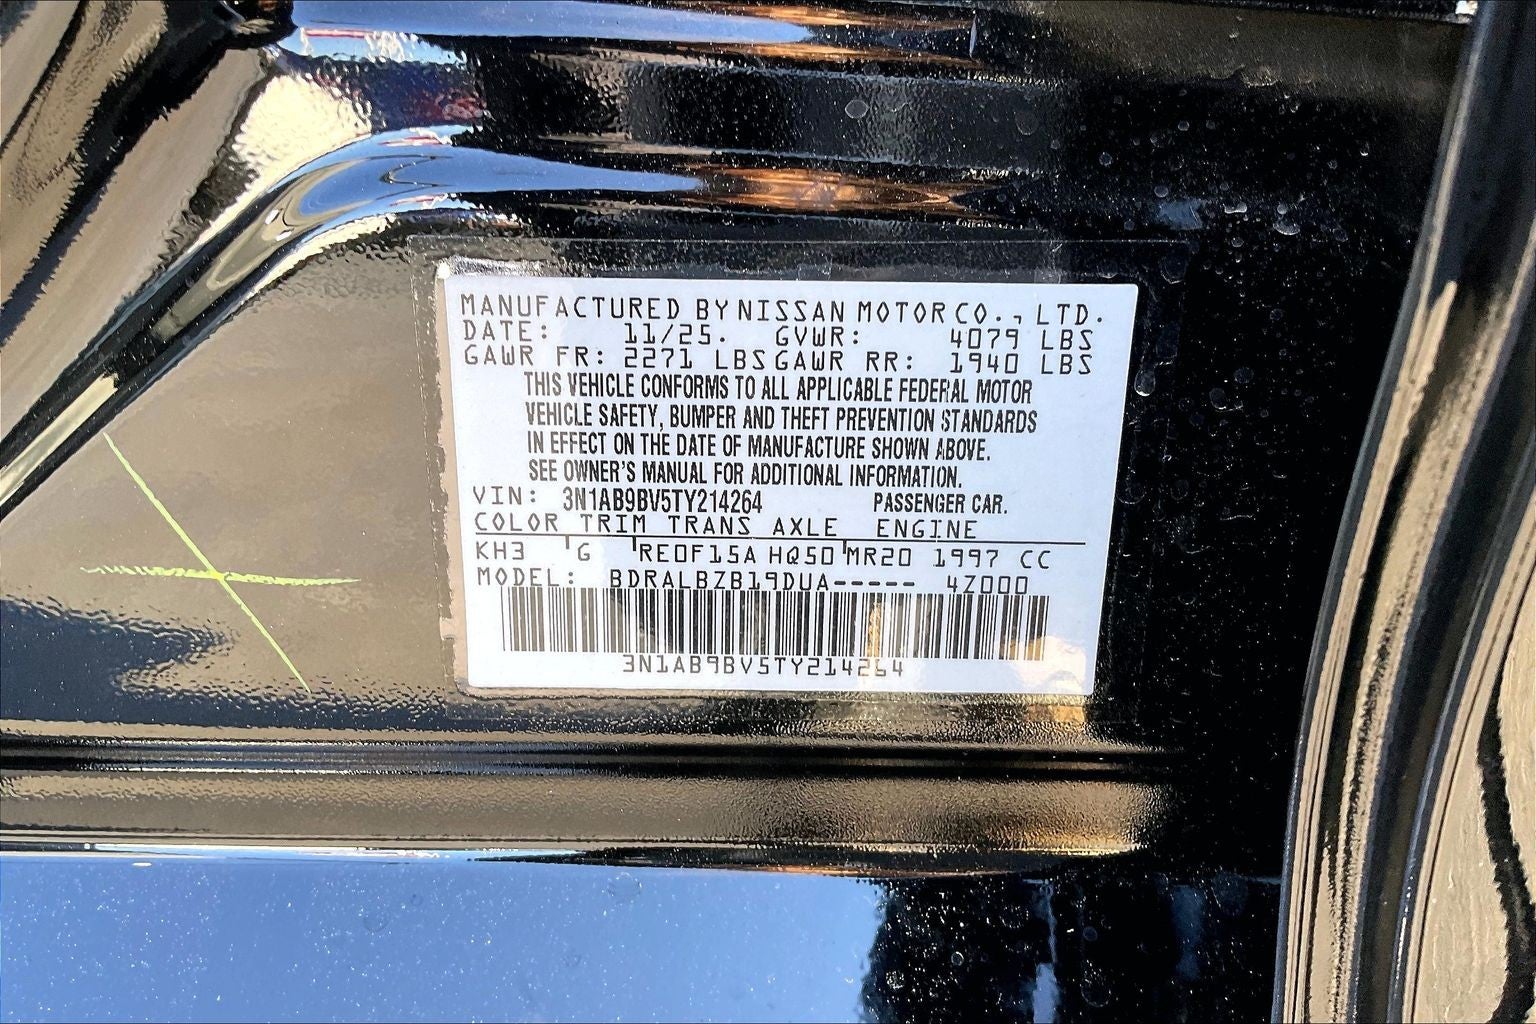 MANUFACTURED BY NISSAN MOTOR CO., LTD.
DATE: 11/25. GVWR: 4079 LBS
GAWR FR: 2271 LBS GAWR RR: 1940 LBS
THIS VEHICLE CONFORMS TO ALL APPLICABLE FEDERAL MOTOR
VEHICLE SAFETY, BUMPER AND THEFT PREVENTION STANDARDS
IN EFFECT ON THE DATE OF MANUFACTURE SHOWN ABOVE.
SEE OWNER'S MANUAL FOR ADDITIONAL INFORMATION.
VIN: 3N1AB9BV5TY214264 PASSENGER CAR.
COLOR TRIM TRANS AXLE ENGINE
KH3 G RE0F15A HQ50 MR20 1997 CC
MODEL: BDRALBZB19DUA----- 4Z000
3N1AB9BV5TY214264